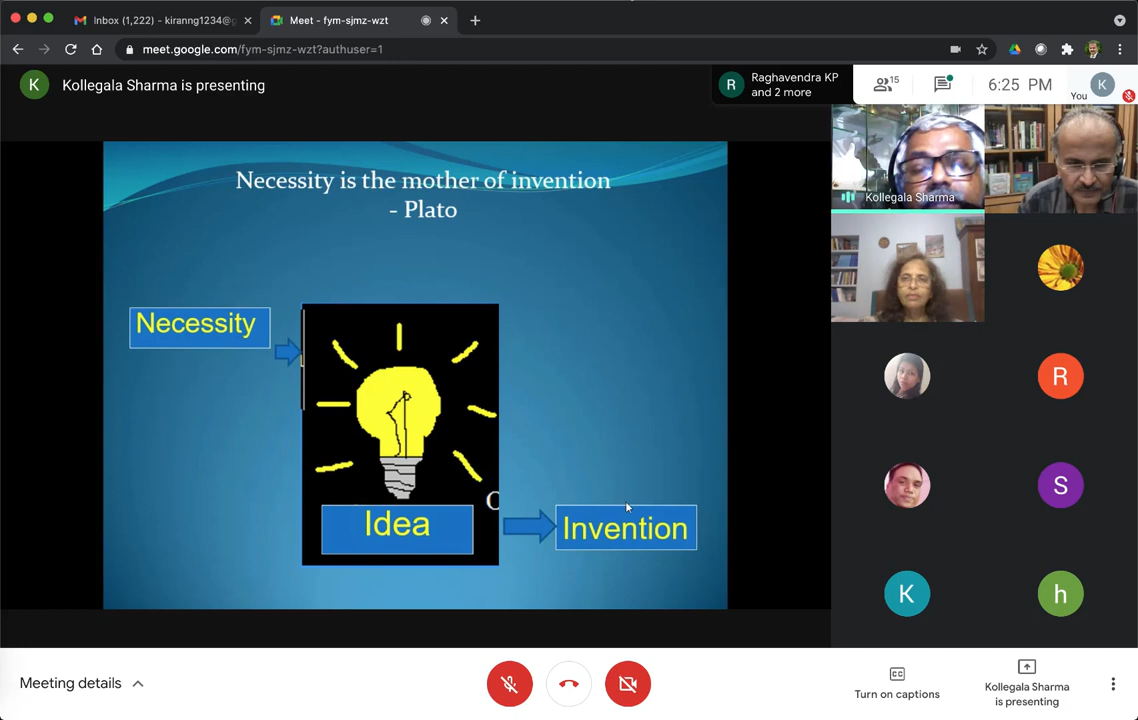 Inbox (1,222) - kiranng1234@g
Meet - fym-sjmz-wzt
meet.google.com/fym-sjmz-wzt?authuser=1
K
Kollegala Sharma is presenting
R
Raghavendra KP
and 2 more
15
6:25 PM
You
K
Necessity is the mother of invention
- Plato
Necessity
Idea
Invention
Kollegala Sharma
R
S
K
h
Meeting details
Turn on captions
Kollegala Sharma
is presenting